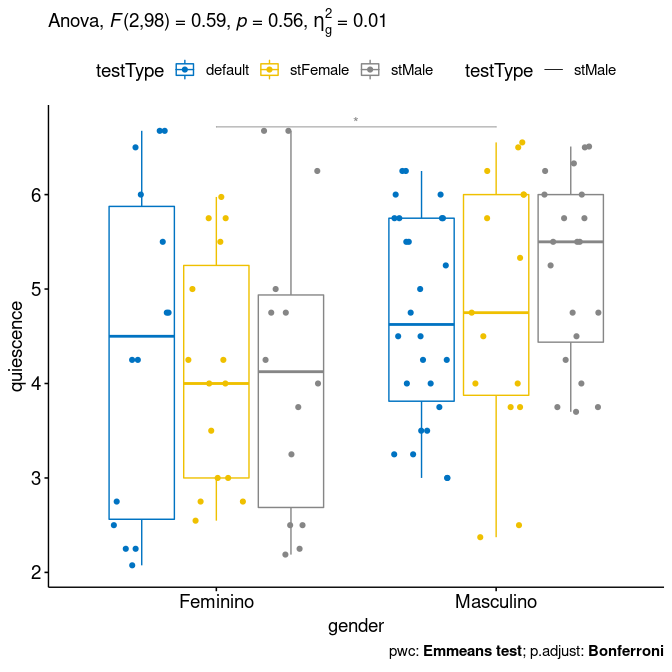 Anova, F(2,98) = 0.59, p = 0.56, η²g = 0.01
testType default stFemale stMale testType stMale
*
6
5
4
3
2
quiescence
Feminino Masculino
gender
pwc: Emmeans test; p.adjust: Bonferroni